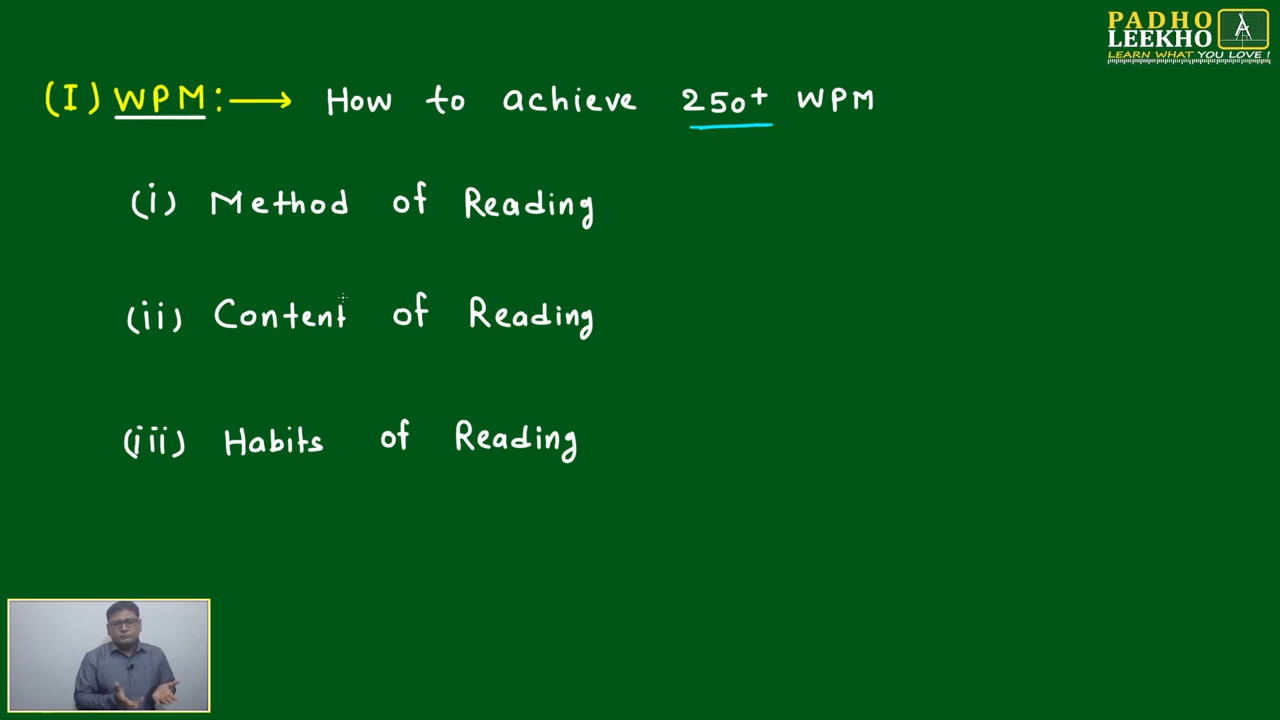 PADHO
LEEKHO
LEARN WHAT YOU LOVE !
(I) WPM: → How to achieve 250+ WPM
(i) Method of Reading
(ii) Content of Reading
(iii) Habits of Reading